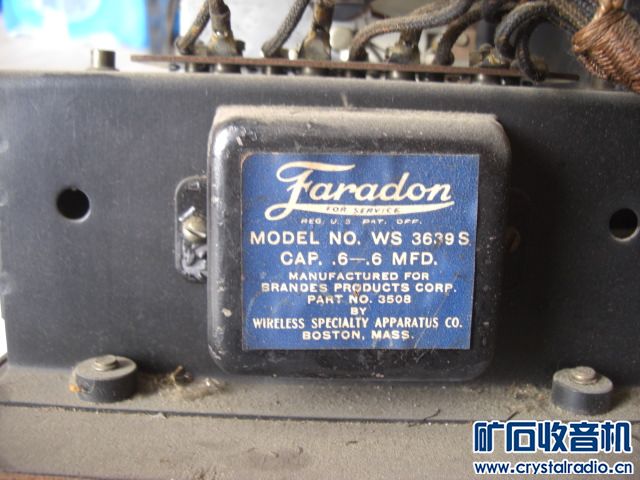 Faradon
FOR SERVICE
REG. U.S. PAT. OFF.
MODEL NO. WS 3639 S
CAP. .6—.6 MFD.
MANUFACTURED FOR
BRANDES PRODUCTS CORP.
PART NO. 3508
BY
WIRELESS SPECIALTY APPARATUS CO.
BOSTON, MASS.
矿石收音机
www.crystalradio.cn